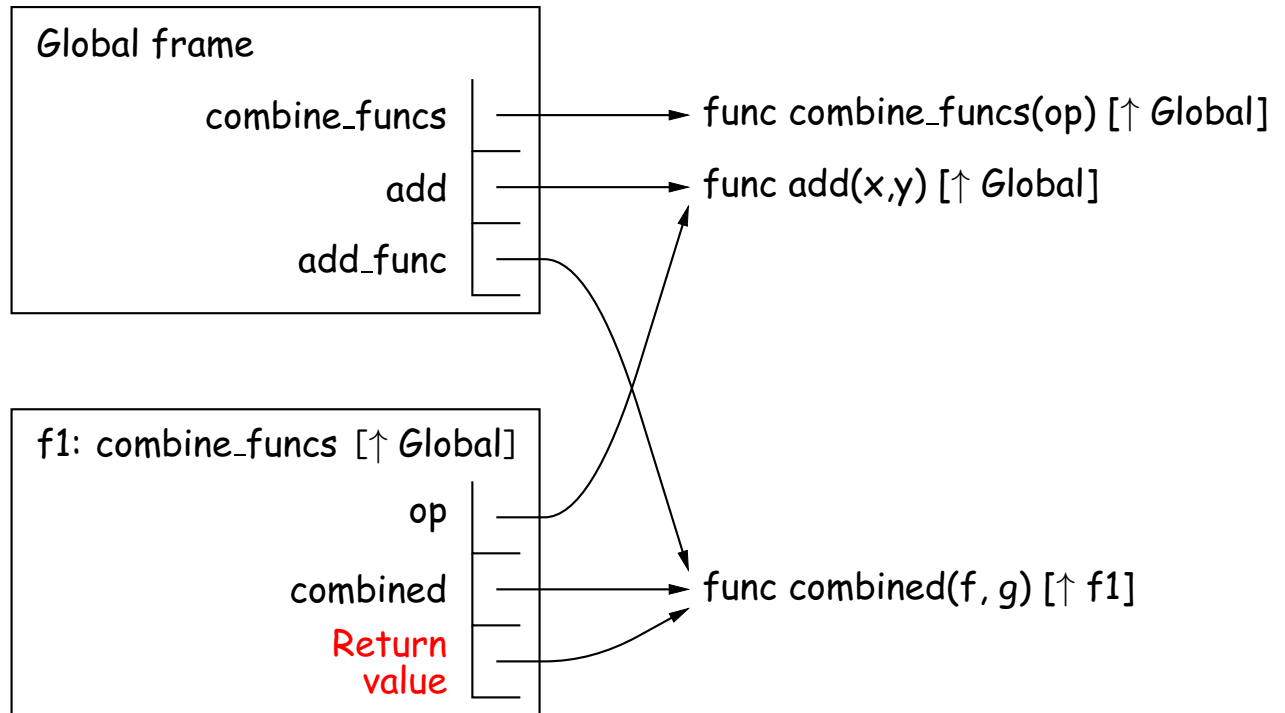 Global frame
combine_funcs
func combine_funcs(op) [↑ Global]
add
func add(x,y) [↑ Global]
add_func
f1: combine_funcs [↑ Global]
op
combined
func combined(f, g) [↑ f1]
Return
value